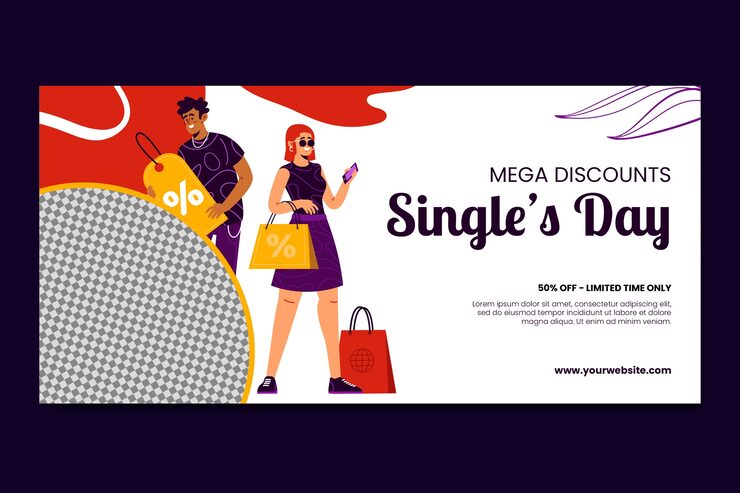 %
%
MEGA DISCOUNTS
Single's Day
50% OFF - LIMITED TIME ONLY
Lorem ipsum dolor sit amet, consectetur adipiscing elit,
sed do eiusmod tempor incididunt ut labore et dolore
magna aliqua. Ut enim ad minim veniam.
www.yourwebsite.com